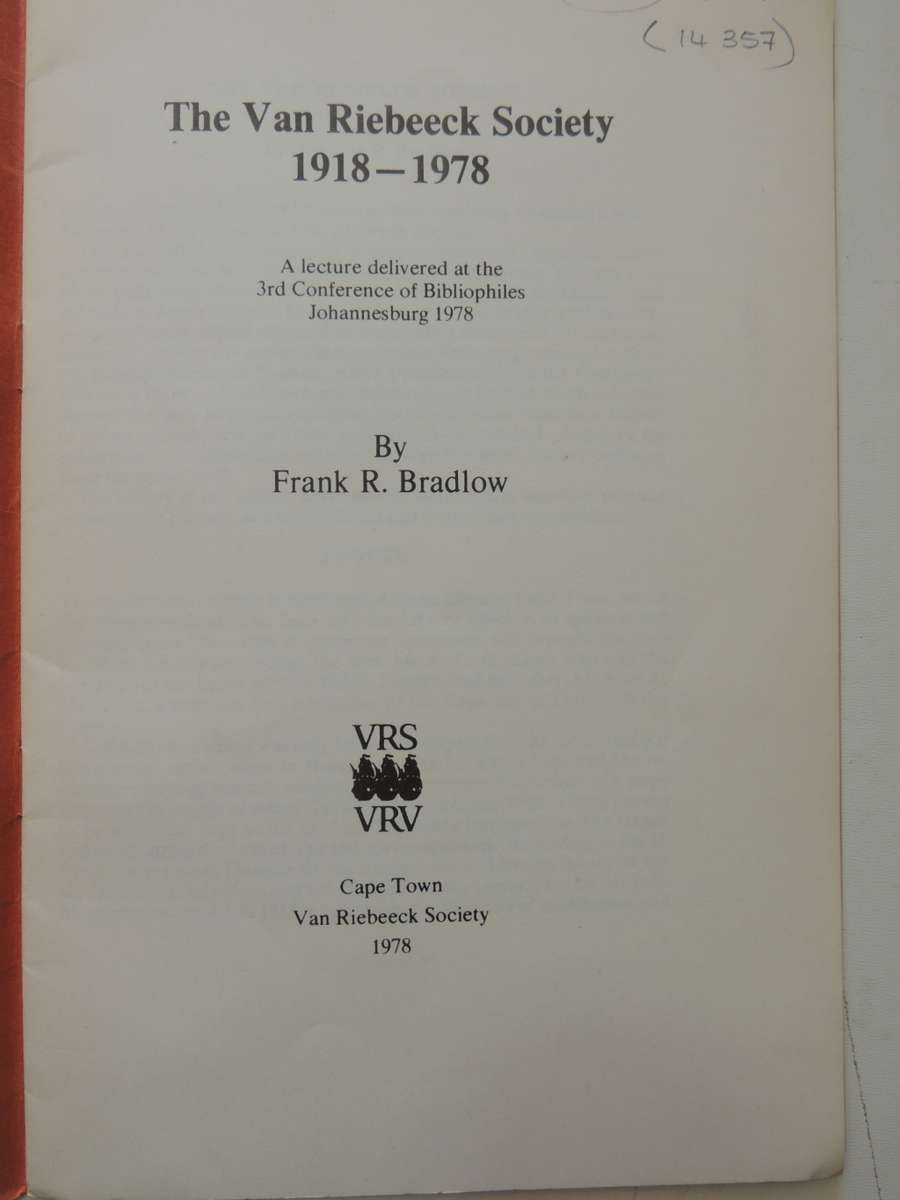 (14 357)
The Van Riebeeck Society
1918—1978
A lecture delivered at the
3rd Conference of Bibliophiles
Johannesburg 1978
By
Frank R. Bradlow
VRS
VRV
Cape Town
Van Riebeeck Society
1978